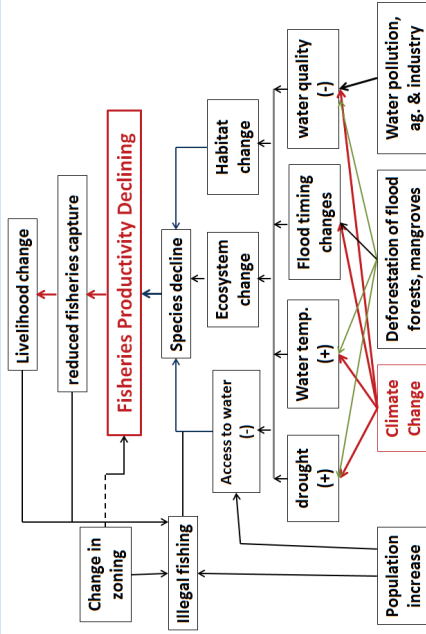 Livelihood change
reduced fisheries capture
Change in
zoning
Fisheries Productivity Declining
Illegal fishing
Species decline
Access to water
(-)
Ecosystem
change
Habitat
change
drought
(+)
Water temp.
(+)
Flood timing
changes
water quality
(-)
Population
increase
Climate
Change
Deforestation of flood
forests, mangroves
Water pollution,
ag. & industry